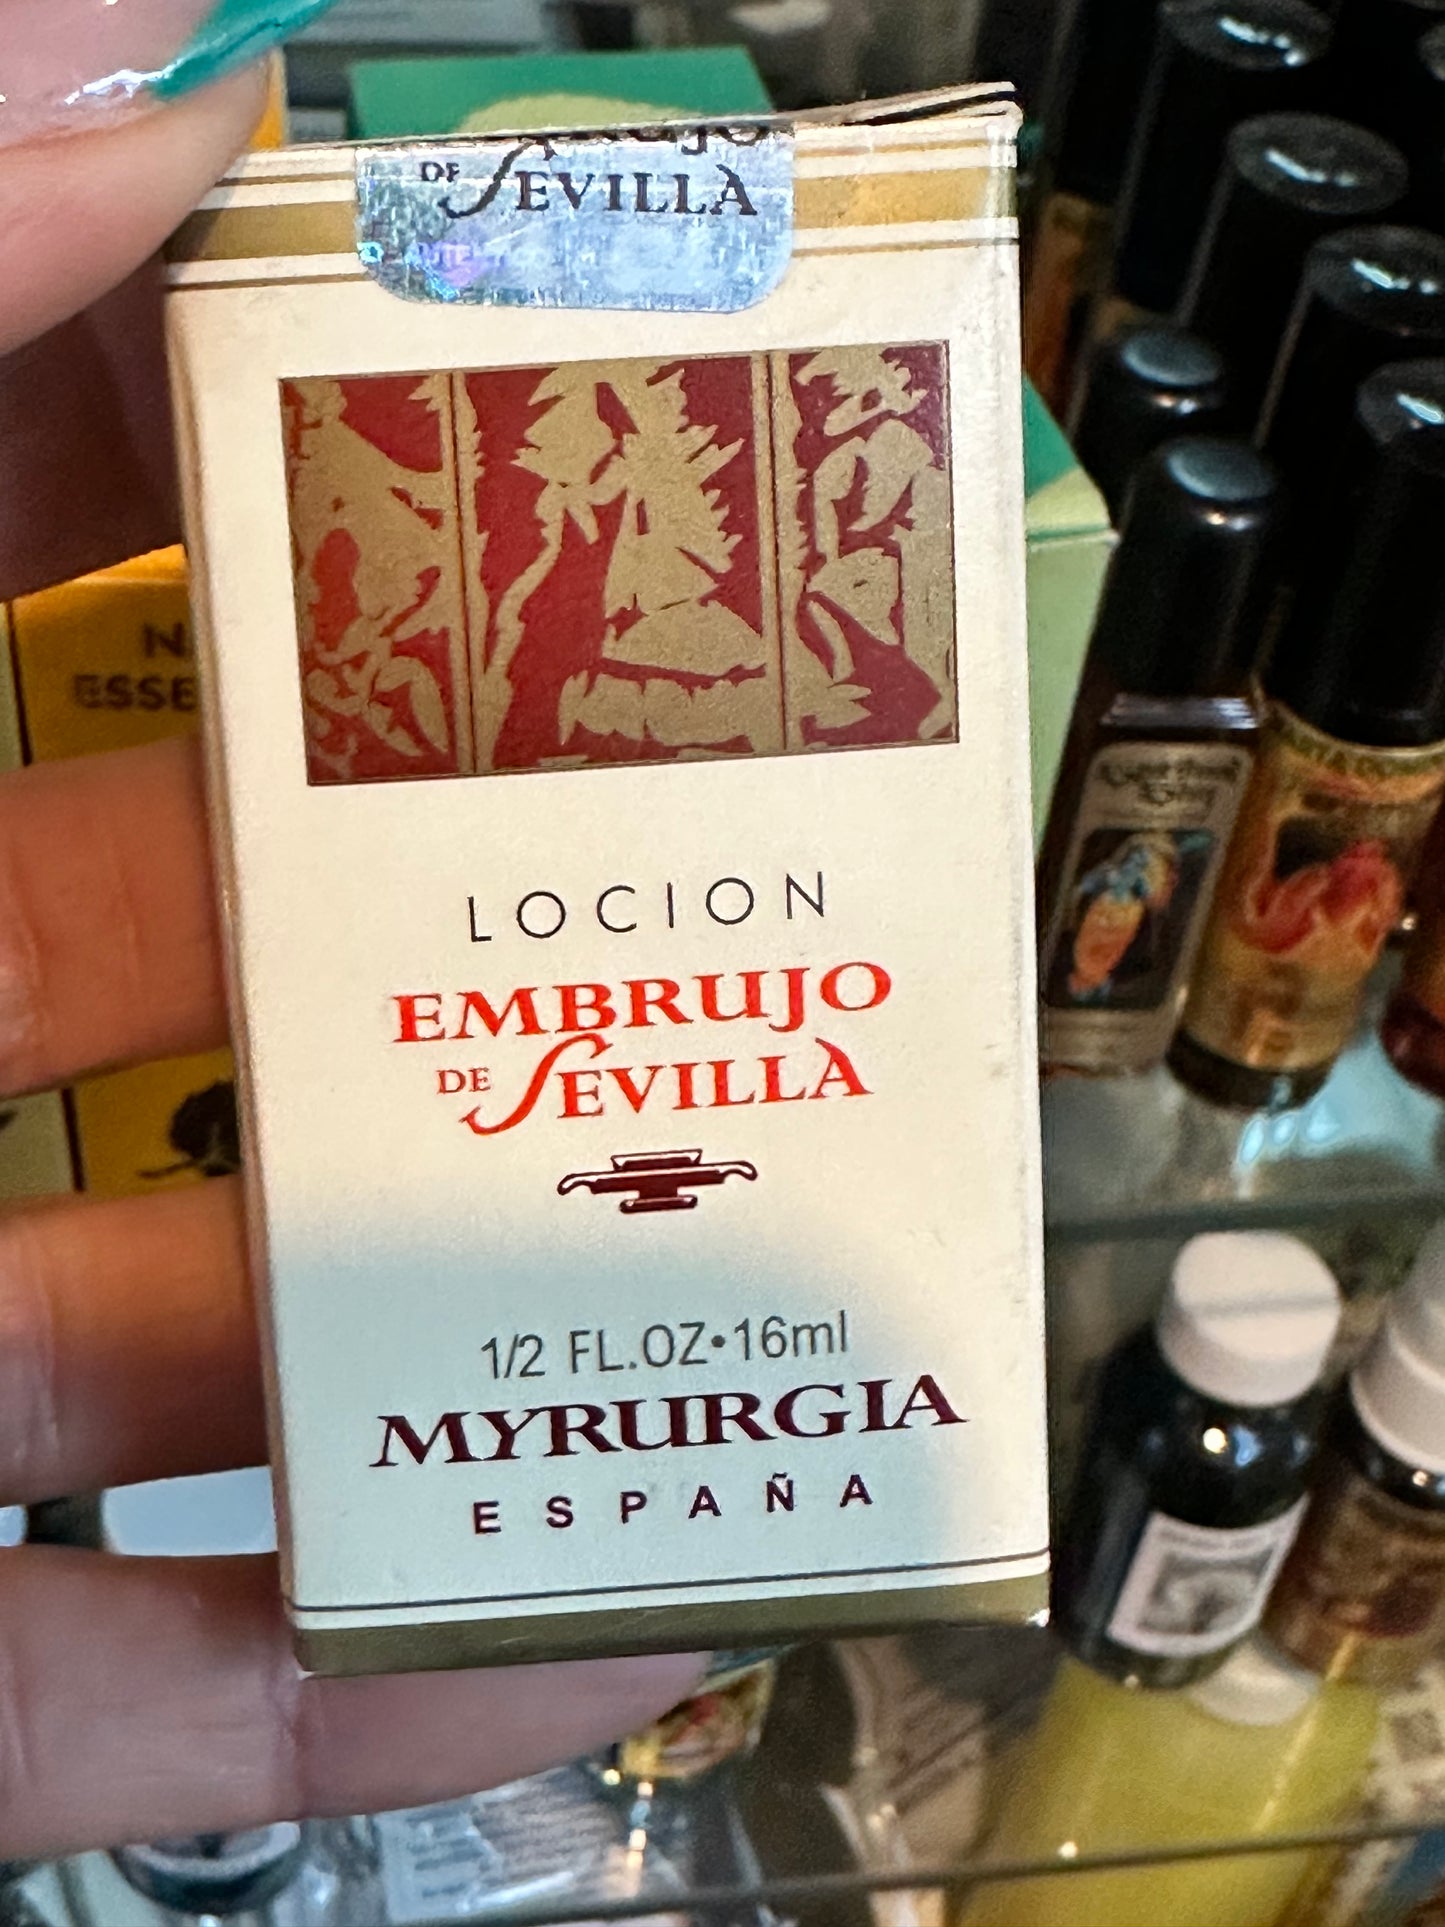 DE SEVILLA
LOCION
EMBRUJO
DE SEVILLA
1/2 FL.OZ•16ml
MYRURGIA
ESPAÑA